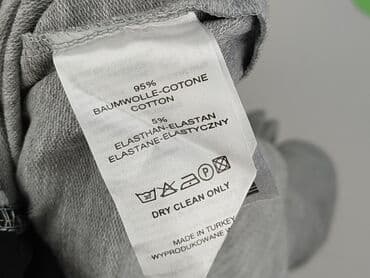 95%
BAUMWOLLE-COTONE
COTTON
5%
ELASTHAN-ELASTAN
ELASTANE-ELASTYCZNY
P
DRY CLEAN ONLY
MADE IN TURKEY
WYPRODUKOWANE W